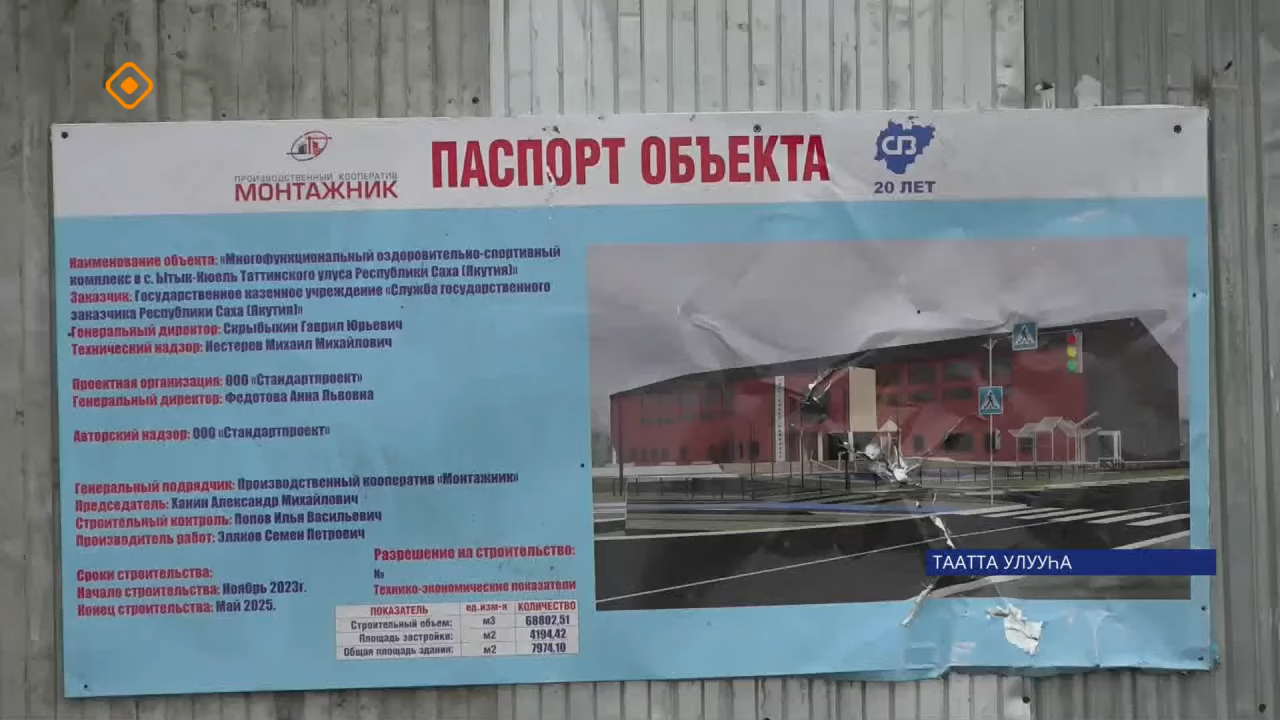 ПРОИЗВОДСТВЕННЫЙ КООПЕРАТИВ
МОНТАЖНИК
ПАСПОРТ ОБЪЕКТА
СВ
20 ЛЕТ
Наименование объекта: «Многофункциональный оздоровительно-спортивный
комплекс в с. Ытык-Кюель Таттинского улуса Республики Саха (Якутия)»
Заказчик: Государственное казенное учреждение «Служба государственного
заказчика Республики Саха (Якутия)»
Генеральный директор: Скрыбыкин Гаврил Юрьевич
Технический надзор: Нестерев Михаил Михайлович
Проектная организация: ООО «Стандартпроект»
Генеральный директор: Федотова Анна Львовна
Авторский надзор: ООО «Стандартпроект»
Генеральный подрядчик: Производственный кооператив «Монтажник»
Председатель: Ханин Александр Михайлович
Строительный контроль: Попов Илья Васильевич
Производитель работ: Эляков Семен Петрович
Сроки строительства:
Начало строительства: Ноябрь 2023г.
Конец строительства: Май 2025.
Разрешение на строительство:
№
Технико-экономические показатели
ПОКАЗАТЕЛЬ ед.изм-я КОЛИЧЕСТВО
Строительный объем: м3 68802,51
Площадь застройки: м2 4194,42
Общая площадь здания: м2 7974,10
ТААТТА УЛУУҺА